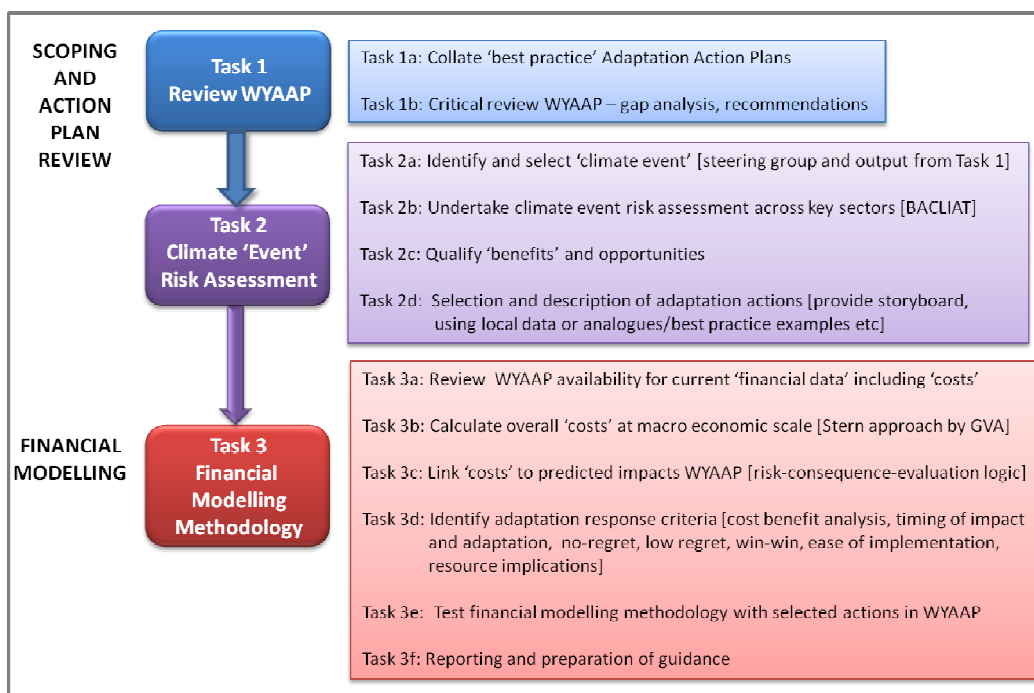 SCOPING
AND
ACTION
PLAN
REVIEW
Task 1
Review WYAAP
Task 1a: Collate ‘best practice’ Adaptation Action Plans
Task 1b: Critical review WYAAP – gap analysis, recommendations
Task 2
Climate ‘Event’
Risk Assessment
Task 2a: Identify and select ‘climate event’ [steering group and output from Task 1]
Task 2b: Undertake climate event risk assessment across key sectors [BACLIAT]
Task 2c: Qualify ‘benefits’ and opportunities
Task 2d: Selection and description of adaptation actions [provide storyboard,
using local data or analogues/best practice examples etc]
FINANCIAL
MODELLING
Task 3
Financial
Modelling
Methodology
Task 3a: Review WYAAP availability for current ‘financial data’ including ‘costs’
Task 3b: Calculate overall ‘costs’ at macro economic scale [Stern approach by GVA]
Task 3c: Link ‘costs’ to predicted impacts WYAAP [risk-consequence-evaluation logic]
Task 3d: Identify adaptation response criteria [cost benefit analysis, timing of impact
and adaptation, no-regret, low regret, win-win, ease of implementation,
resource implications]
Task 3e: Test financial modelling methodology with selected actions in WYAAP
Task 3f: Reporting and preparation of guidance